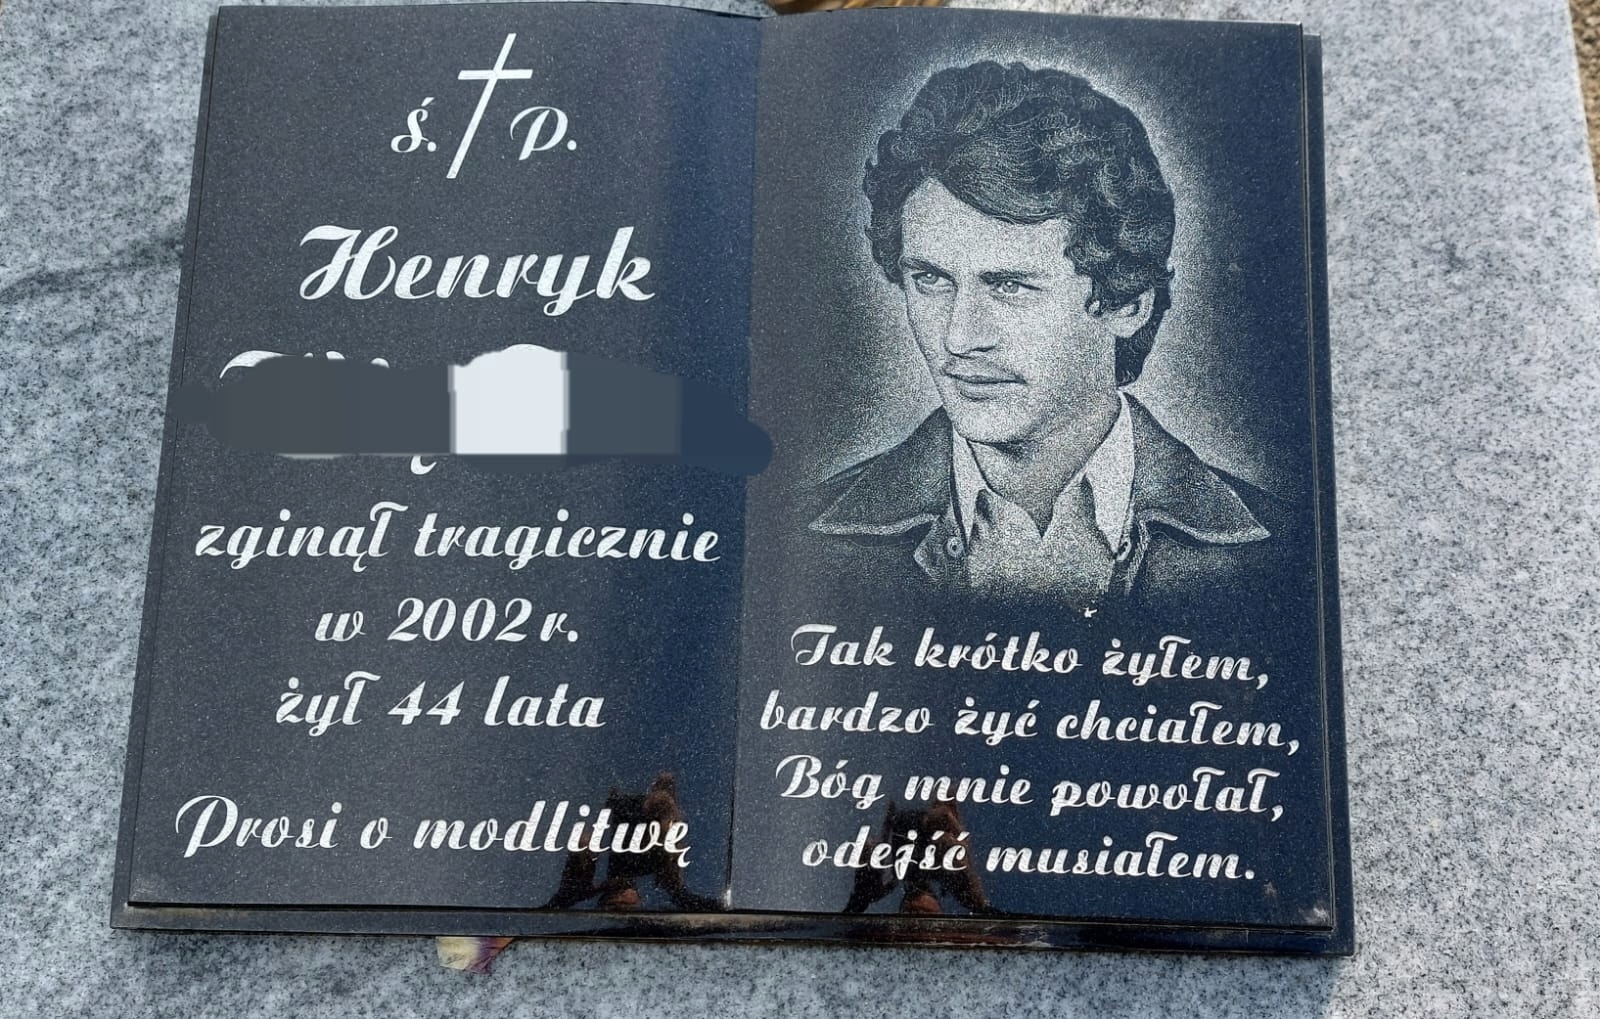 ś. p.
Henryk
zginął tragicznie
w 2002 r.
żył 44 lata
Prosi o modlitwę
Tak krótko żyłem,
bardzo żyć chciałem,
Bóg mnie powołał,
odejść musiałem.